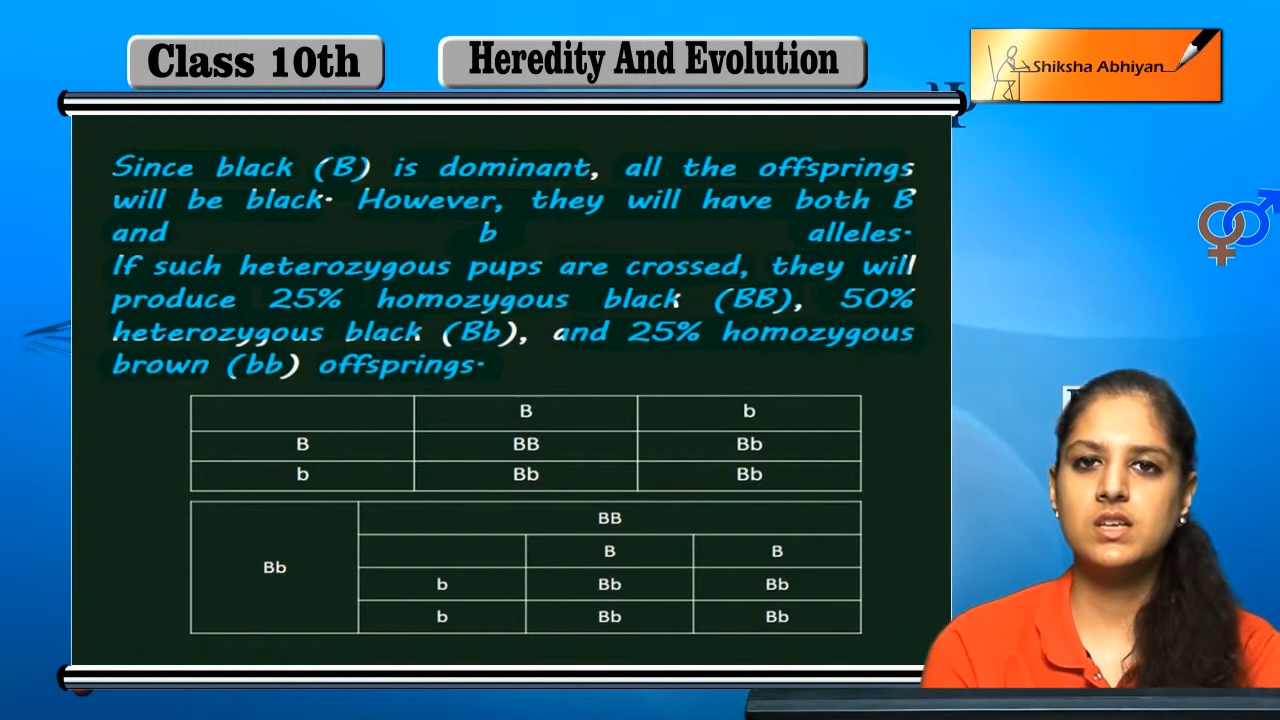 Class 10th
Heredity And Evolution
Shiksha Abhiyan
Since black (B) is dominant, all the offsprings
will be black. However, they will have both B
and b alleles.
If such heterozygous pups are crossed, they will
produce 25% homozygous black (BB), 50%
heterozygous black (Bb), and 25% homozygous
brown (bb) offsprings.
B b
B BB Bb
b Bb Bb
BB
B B
Bb
b Bb Bb
b Bb Bb